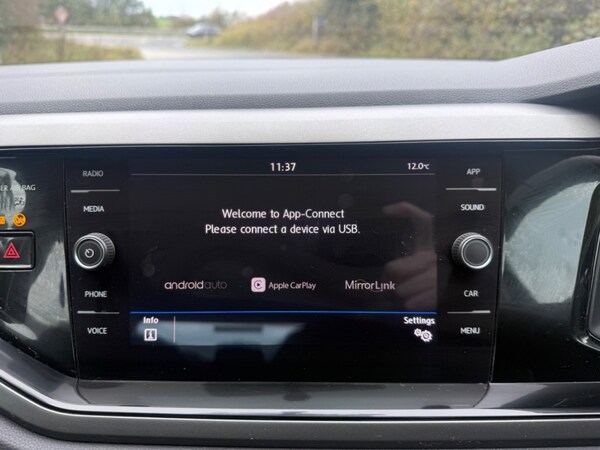 RADIO
11:37
12.0°C
APP
MEDIA
SOUND
Welcome to App-Connect
Please connect a device via USB.
androidauto
Apple CarPlay
MirrorLink
PHONE
CAR
VOICE
Info
Settings
MENU
AIRBAG